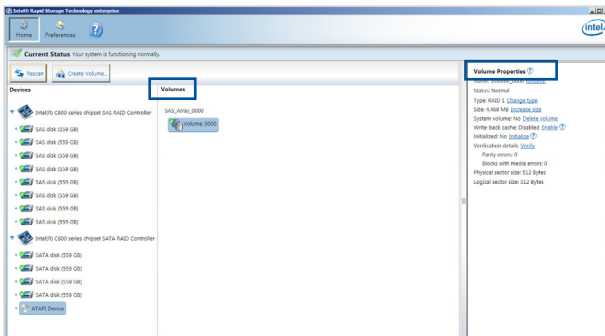 Intel® Rapid Storage Technology enterprise
Home
Preferences
intel
Current Status Your system is functioning normally.
Rescan
Create Volume...
Devices
Intel(R) C600 series chipset SAS RAID Controller
SAS disk (559 GB)
SAS disk (559 GB)
SAS disk (559 GB)
SAS disk (559 GB)
SAS disk (559 GB)
SAS disk (559 GB)
SAS disk (559 GB)
SAS disk (559 GB)
Intel(R) C600 series chipset SATA RAID Controller
SATA disk (559 GB)
SATA disk (559 GB)
SATA disk (559 GB)
SATA disk (559 GB)
ATAPI Device
Volumes
SAS_Array_0000
Volume_0000
Volume Properties
Name: Volume_0000 Rename
Status: Normal
Type: RAID 1 Change type
Size: 4,468 MB Increase size
System volume: No Delete volume
Write-back cache: Disabled Enable
Initialized: No Initialize
Verification details Verify
Parity errors: 0
Blocks with media errors: 0
Physical sector size: 512 Bytes
Logical sector size: 512 Bytes